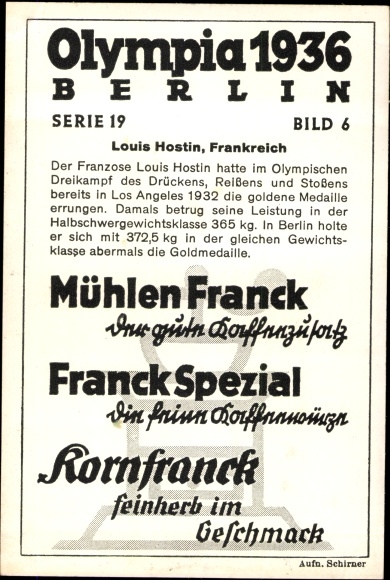 Olympia 1936
BERLIN
SERIE 19 BILD 6
Louis Hostin, Frankreich
Der Franzose Louis Hostin hatte im Olympischen
Dreikampf des Drückens, Reißens und Stoßens
bereits in Los Angeles 1932 die goldene Medaille
errungen. Damals betrug seine Leistung in der
Halbschwergewichtsklasse 365 kg. In Berlin holte
er sich mit 372,5 kg in der gleichen Gewichts-
klasse abermals die Goldmedaille.
Mühlen Franck
der gute Kaffeezusatz
Franck Spezial
die feine Kaffeewürze
Kornfranck
feinherb im
Geschmack
Aufn. Schirner